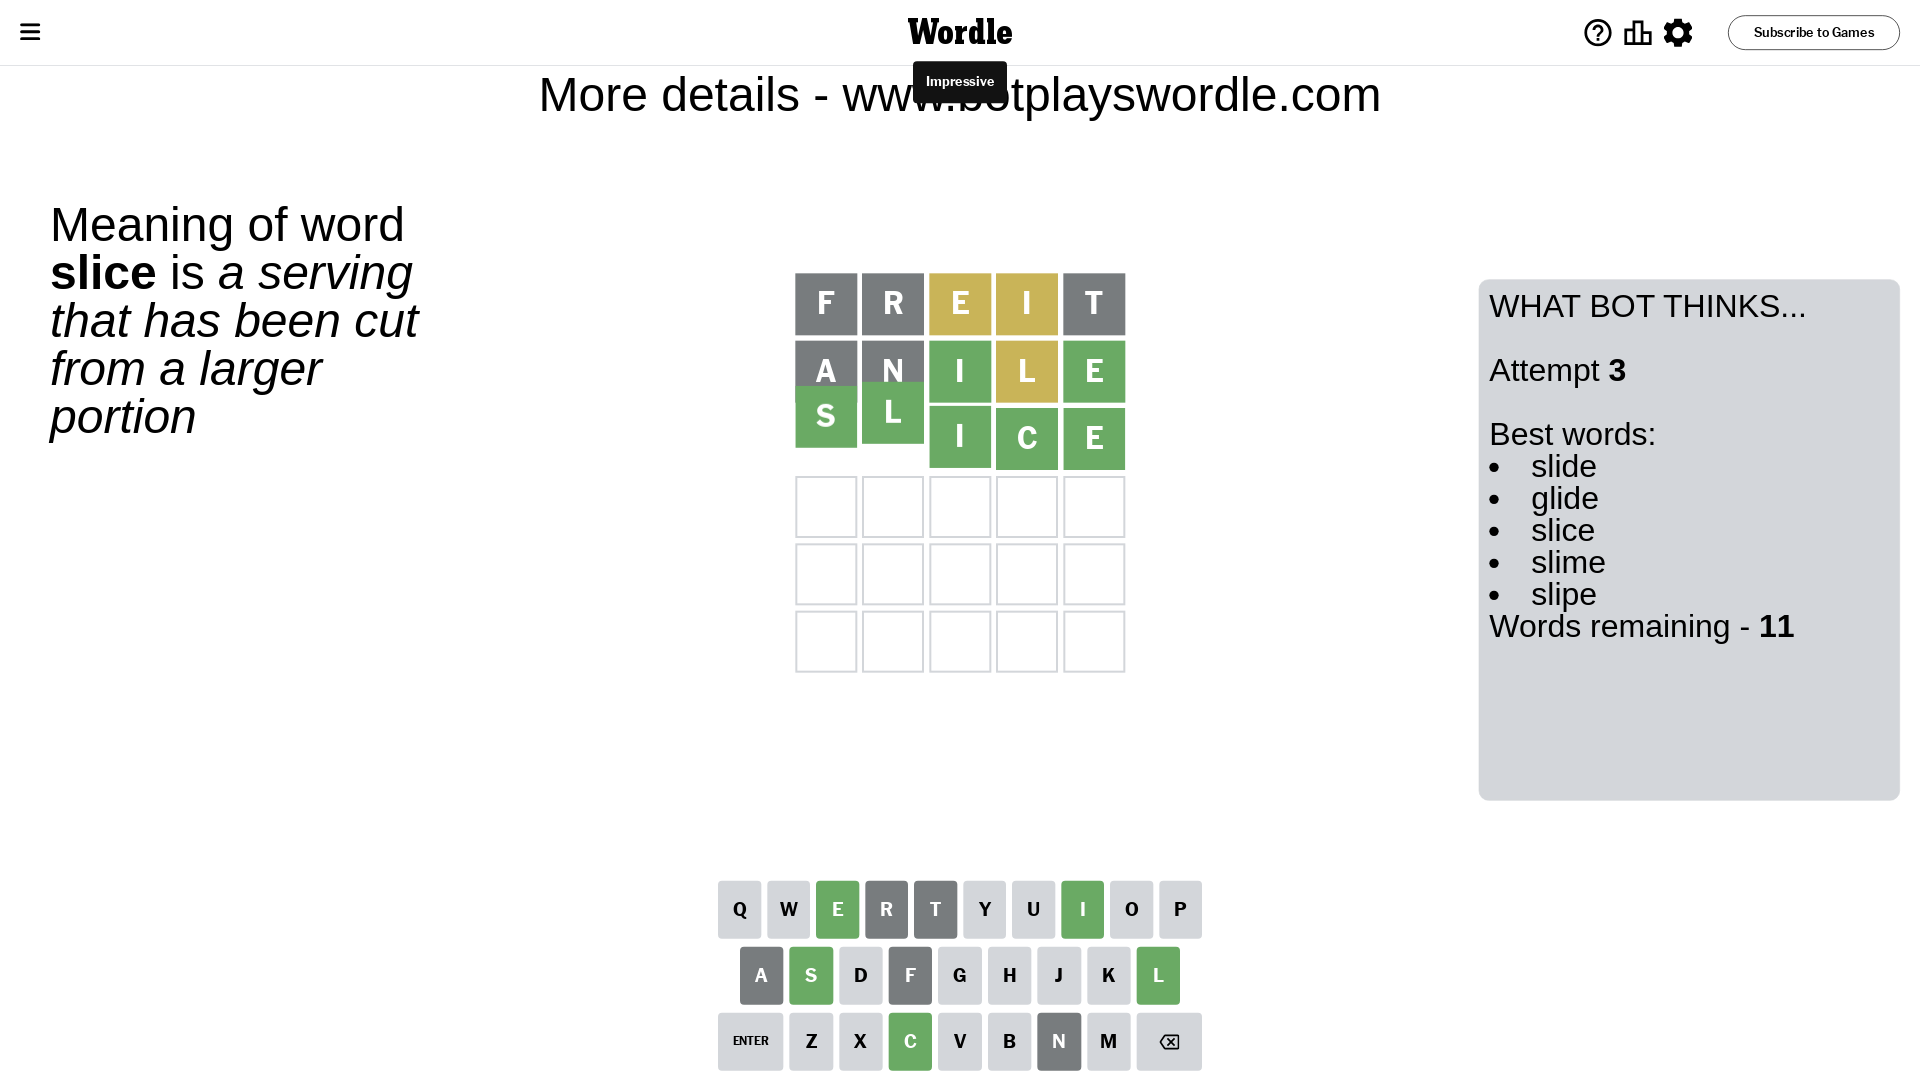 Wordle
Subscribe to Games
Impressive
More details - www.botplayswordle.com
Meaning of word
slice is a serving
that has been cut
from a larger
portion
F R E I T
A N I L E
S L I C E
WHAT BOT THINKS...
Attempt 3
Best words:
• slide
• glide
• slice
• slime
• slipe
Words remaining - 11
Q W E R T Y U I O P
A S D F G H J K L
ENTER Z X C V B N M